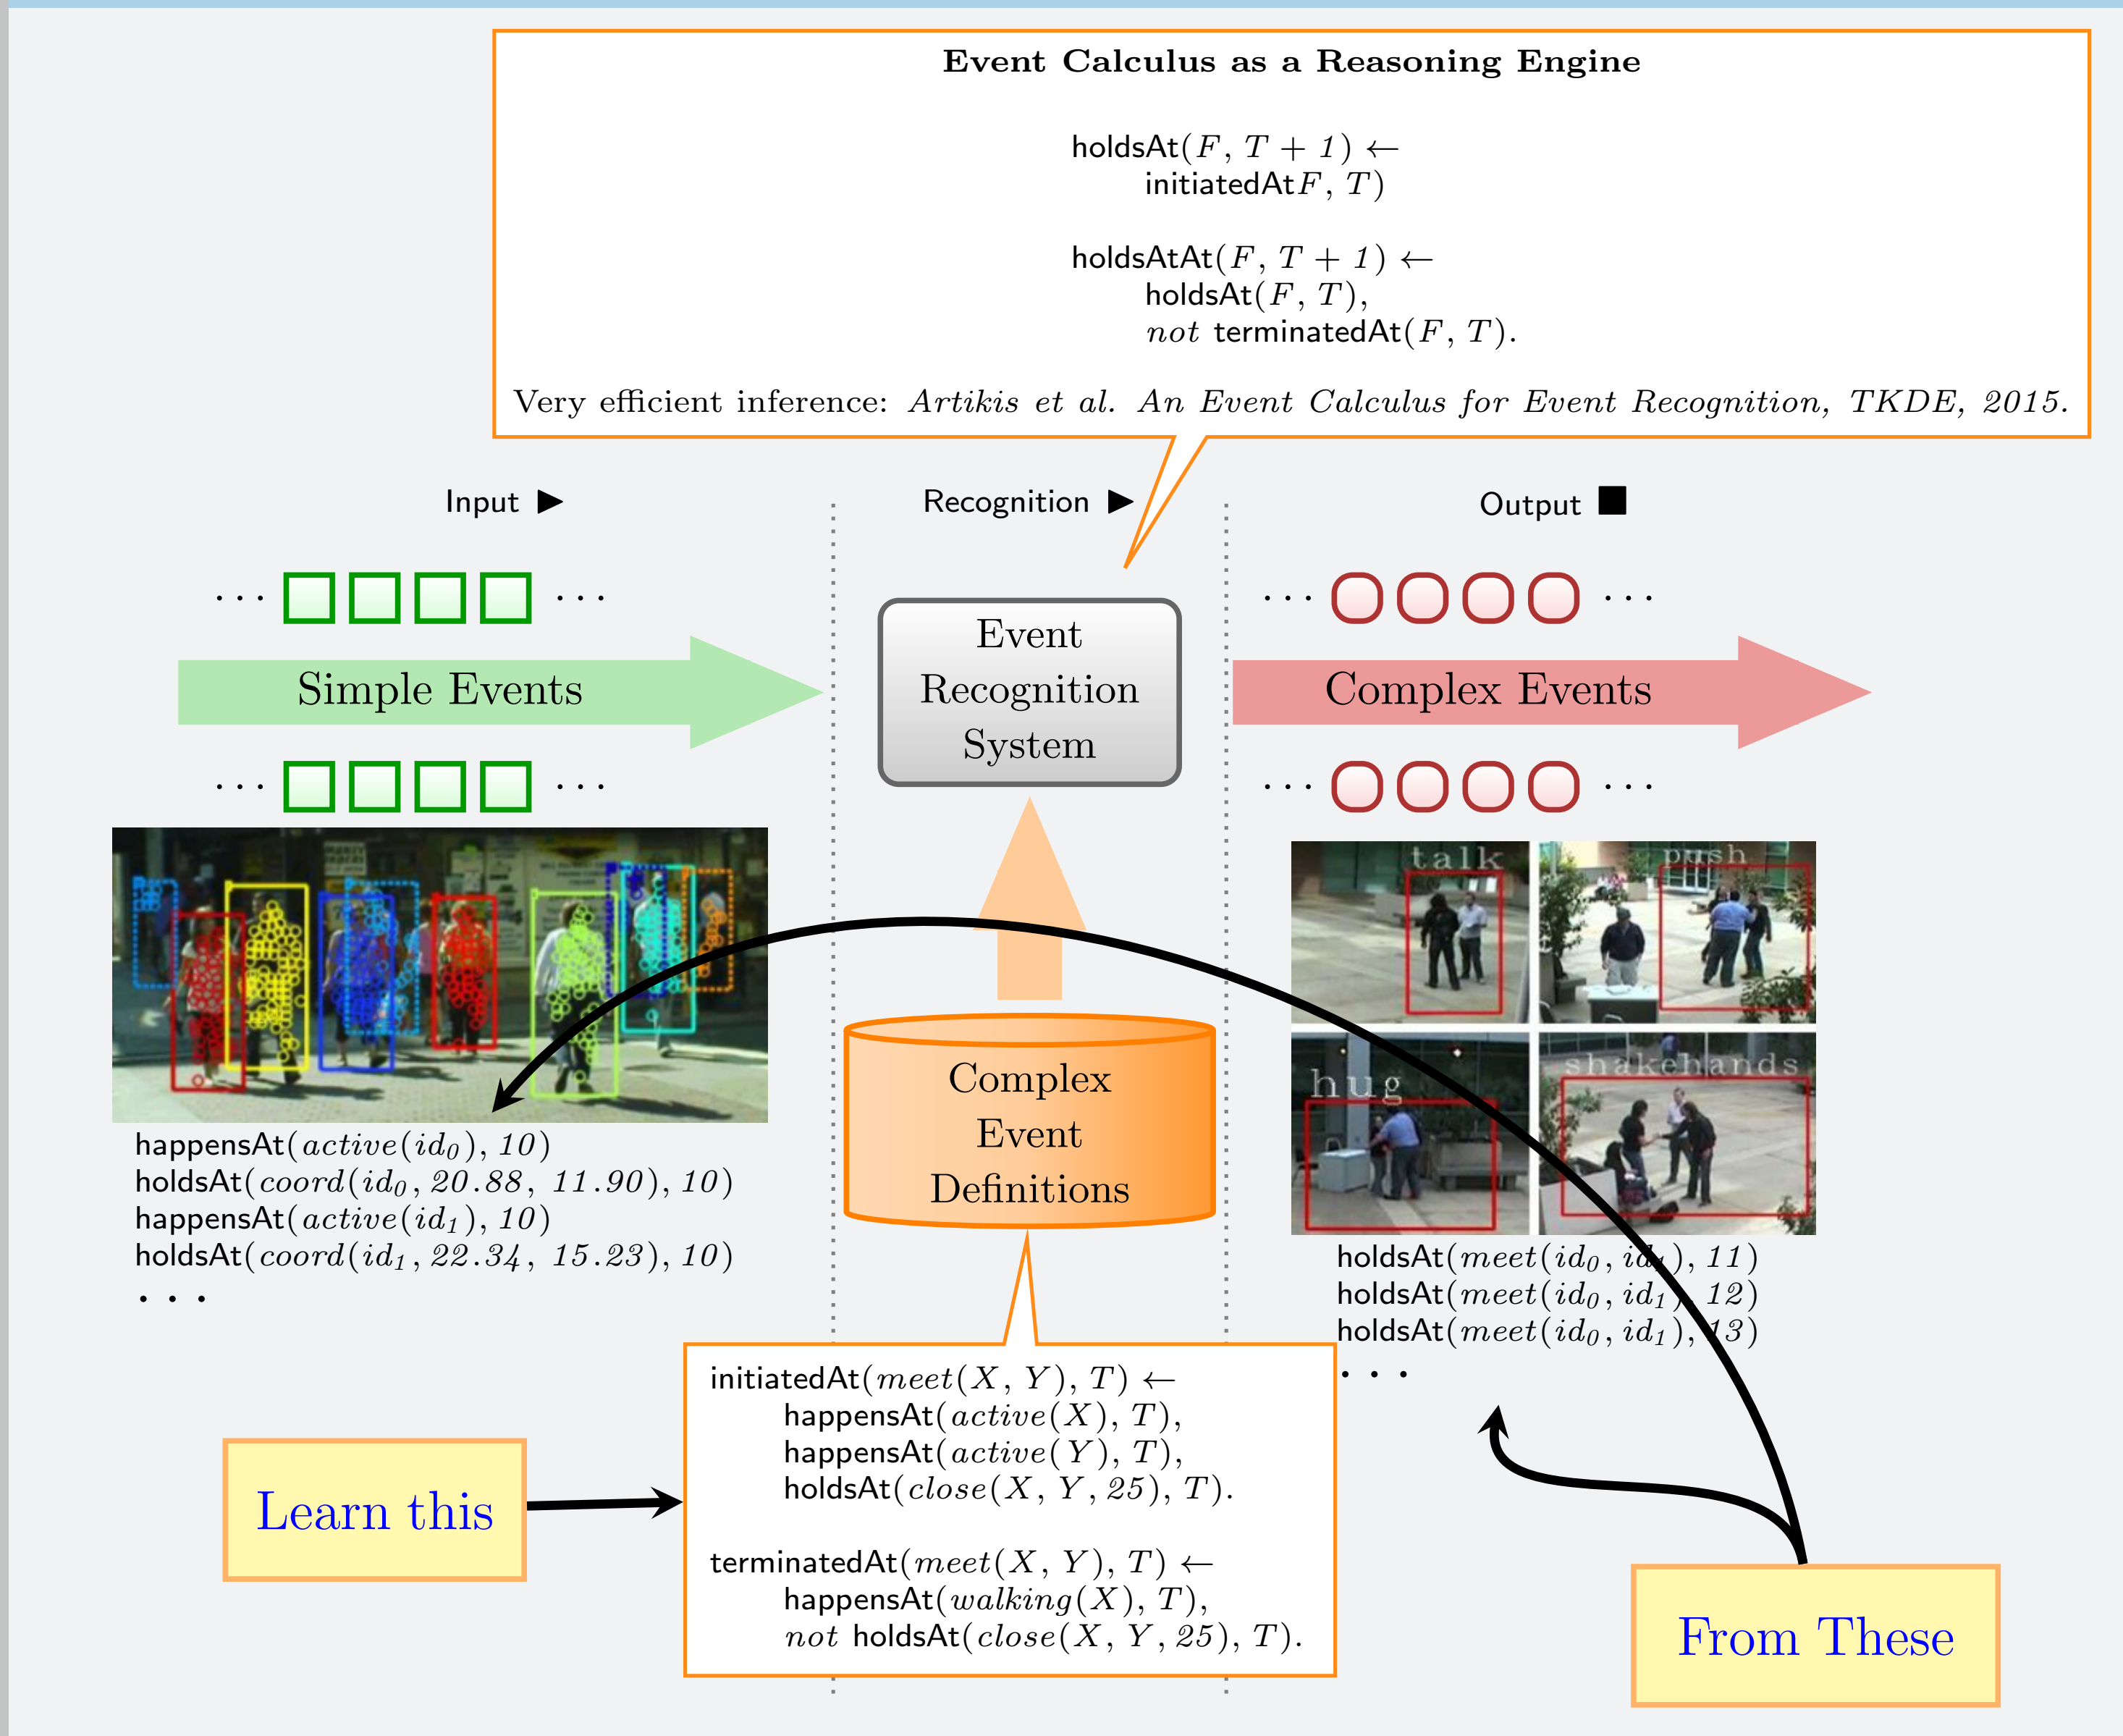 Event Calculus as a Reasoning Engine
holdsAt(F, T + 1) ←
initiatedAtF, T)
holdsAtAt(F, T + 1) ←
holdsAt(F, T),
not terminatedAt(F, T).
Very efficient inference: Artikis et al. An Event Calculus for Event Recognition, TKDE, 2015.
Input ▶
Recognition ▶
Output ■
··· ···
··· ···
Simple Events
Event
Recognition
System
Complex Events
··· ···
··· ···
talk
push
hug
shakehands
Complex
Event
Definitions
happensAt(active(id₀), 10)
holdsAt(coord(id₀, 20.88, 11.90), 10)
happensAt(active(id₁), 10)
holdsAt(coord(id₁, 22.34, 15.23), 10)
···
holdsAt(meet(id₀, id₁), 11)
holdsAt(meet(id₀, id₁), 12)
holdsAt(meet(id₀, id₁), 13)
···
initiatedAt(meet(X, Y), T) ←
happensAt(active(X), T),
happensAt(active(Y), T),
holdsAt(close(X, Y, 25), T).
terminatedAt(meet(X, Y), T) ←
happensAt(walking(X), T),
not holdsAt(close(X, Y, 25), T).
Learn this
From These